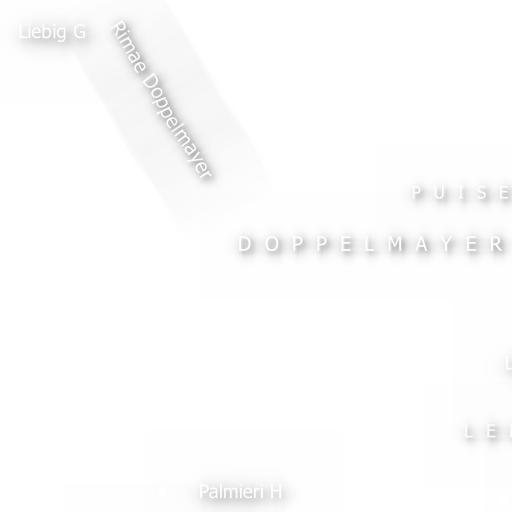 Liebig G
Rimae Doppelmayer
PUISE
DOPPELMAYER
L
LE
Palmieri H